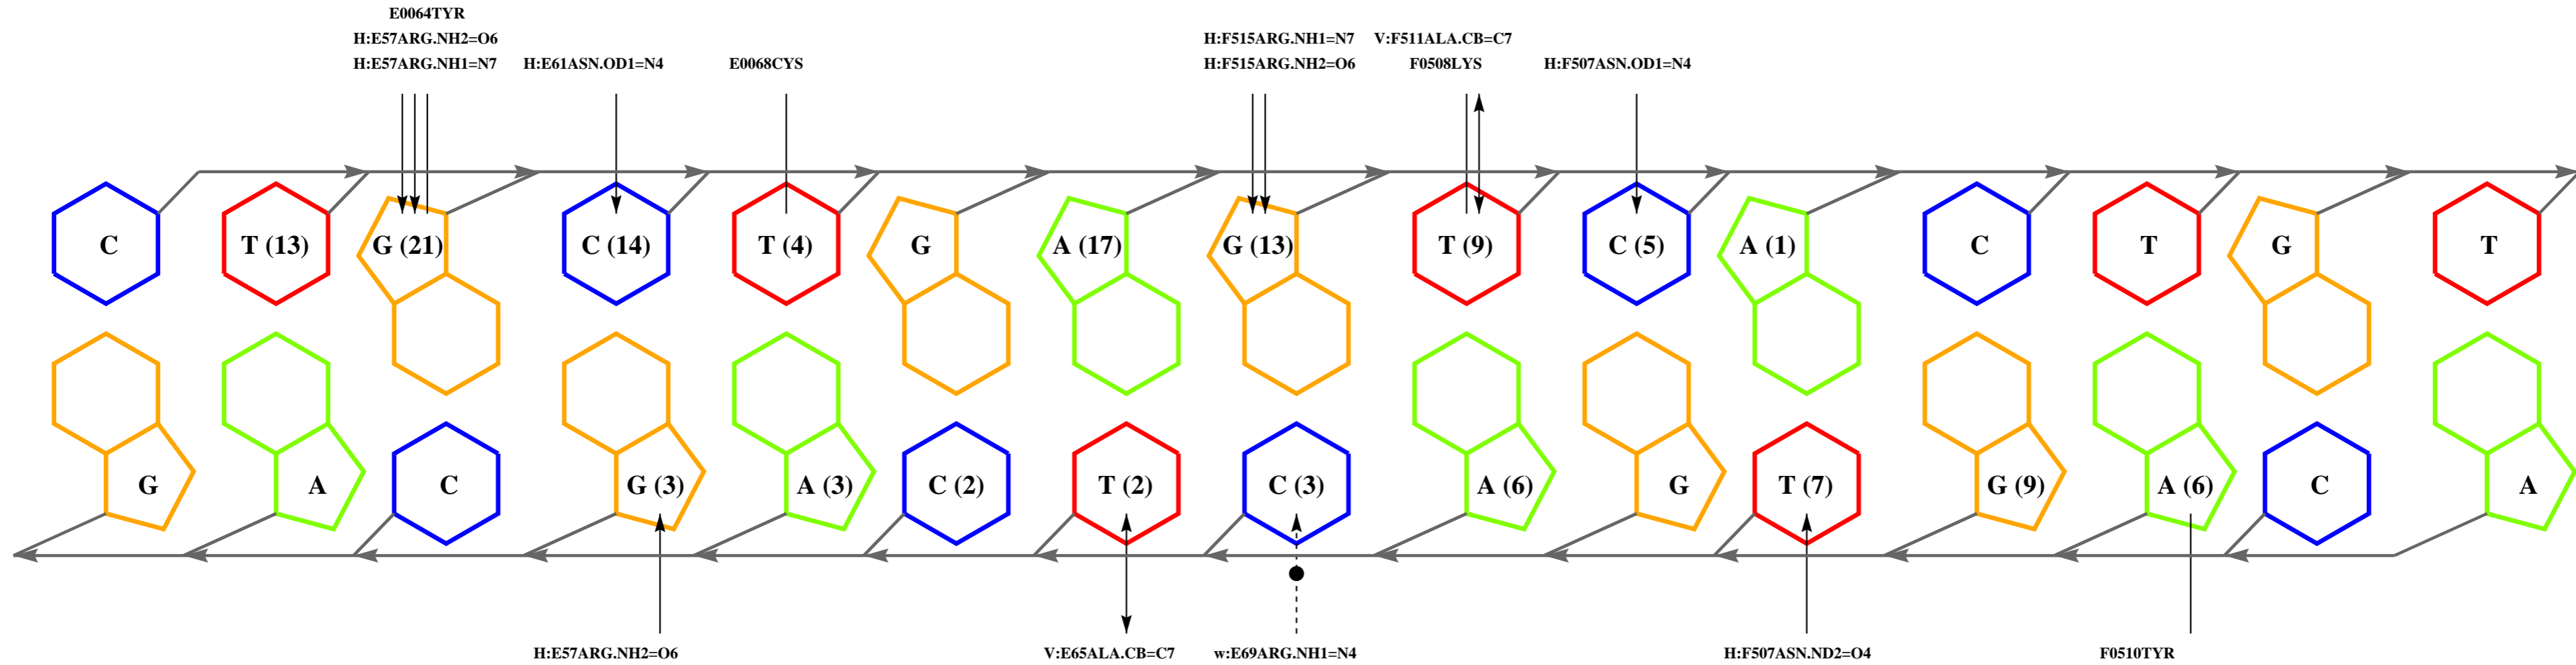 E0064TYR
H:E57ARG.NH2=O6 H:F515ARG.NH1=N7 V:F511ALA.CB=C7
H:E57ARG.NH1=N7 H:E61ASN.OD1=N4 E0068CYS H:F515ARG.NH2=O6 F0508LYS H:F507ASN.OD1=N4
C T (13) G (21) C (14) T (4) G A (17) G (13) T (9) C (5) A (1) C T G T
G A C G (3) A (3) C (2) T (2) C (3) A (6) G T (7) G (9) A (6) C A
H:E57ARG.NH2=O6 V:E65ALA.CB=C7 w:E69ARG.NH1=N4 H:F507ASN.ND2=O4 F0510TYR